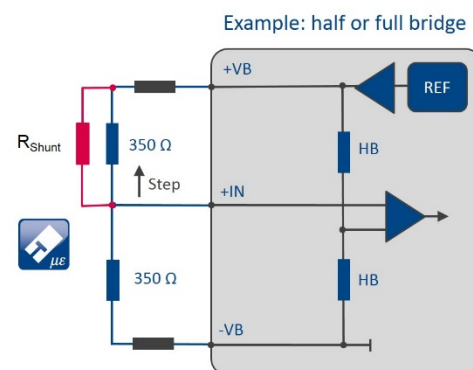 Example: half or full bridge
+VB
REF
RShunt
350 Ω
HB
Step
+IN
με
350 Ω
HB
-VB